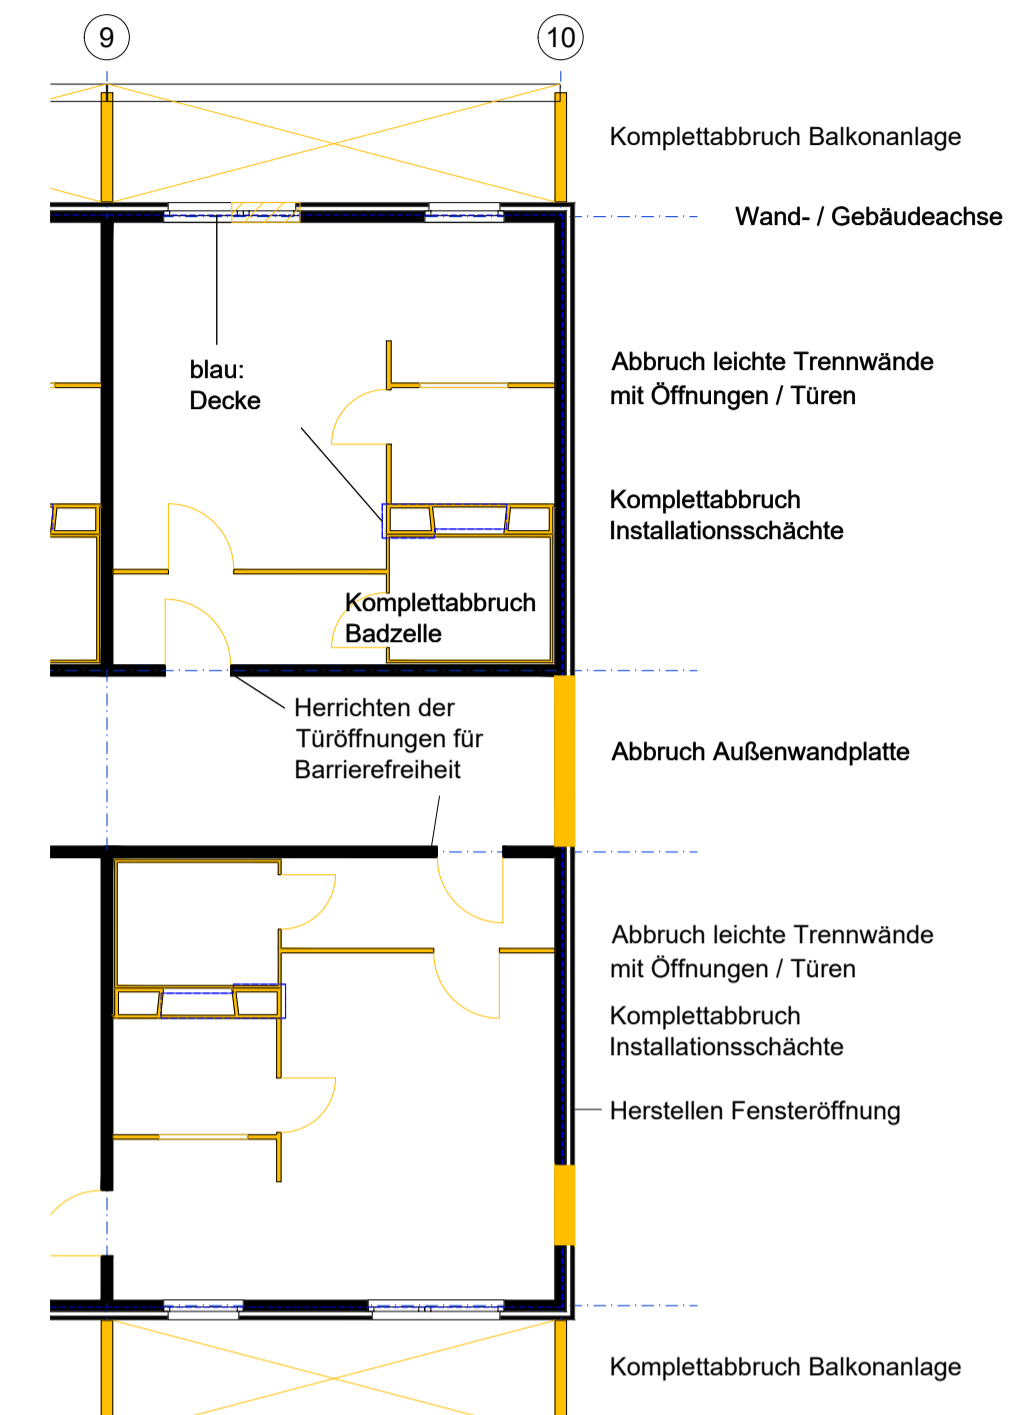 9
10
Komplettabbruch Balkonanlage
Wand- / Gebäudeachse
blau:
Decke
Abbruch leichte Trennwände
mit Öffnungen / Türen
Komplettabbruch
Installationsschächte
Komplettabbruch
Badzelle
Herrichten der
Türöffnungen für
Barrierefreiheit
Abbruch Außenwandplatte
Abbruch leichte Trennwände
mit Öffnungen / Türen
Komplettabbruch
Installationsschächte
Herstellen Fensteröffnung
Komplettabbruch Balkonanlage